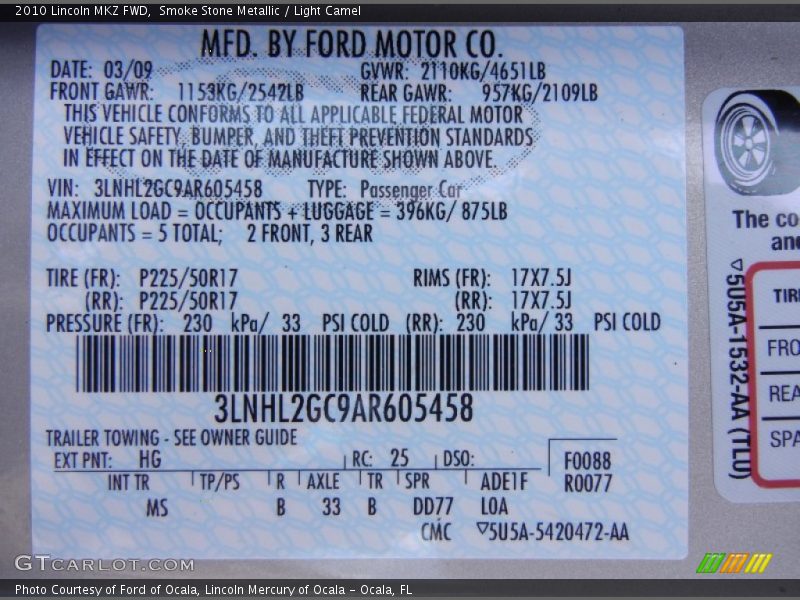 2010 Lincoln MKZ FWD, Smoke Stone Metallic / Light Camel
MFD. BY FORD MOTOR CO.
DATE: 03/09 GVWR: 2110KG/4651LB
FRONT GAWR: 1153KG/2542LB REAR GAWR: 957KG/2109LB
THIS VEHICLE CONFORMS TO ALL APPLICABLE FEDERAL MOTOR
VEHICLE SAFETY, BUMPER, AND THEFT PREVENTION STANDARDS
IN EFFECT ON THE DATE OF MANUFACTURE SHOWN ABOVE.
VIN: 3LNHL2GC9AR605458 TYPE: Passenger Car
MAXIMUM LOAD = OCCUPANTS + LUGGAGE = 396KG/ 875LB
OCCUPANTS = 5 TOTAL; 2 FRONT, 3 REAR
TIRE (FR): P225/50R17 RIMS (FR): 17X7.5J
(RR): P225/50R17 (RR): 17X7.5J
PRESSURE (FR): 230 kPa/ 33 PSI COLD (RR): 230 kPa/ 33 PSI COLD
3LNHL2GC9AR605458
TRAILER TOWING - SEE OWNER GUIDE
EXT PNT: HG RC: 25 DSO: F0088
R0077
INT TR TP/PS R AXLE TR SPR ADE1F
MS B 33 B DD77 L0A
CMC ▽5U5A-5420472-AA
The co
and
▽5U5A-1532-AA (TLU)
TIRE
FRO
REA
SPA
GTCARLOT.COM
Photo Courtesy of Ford of Ocala, Lincoln Mercury of Ocala - Ocala, FL